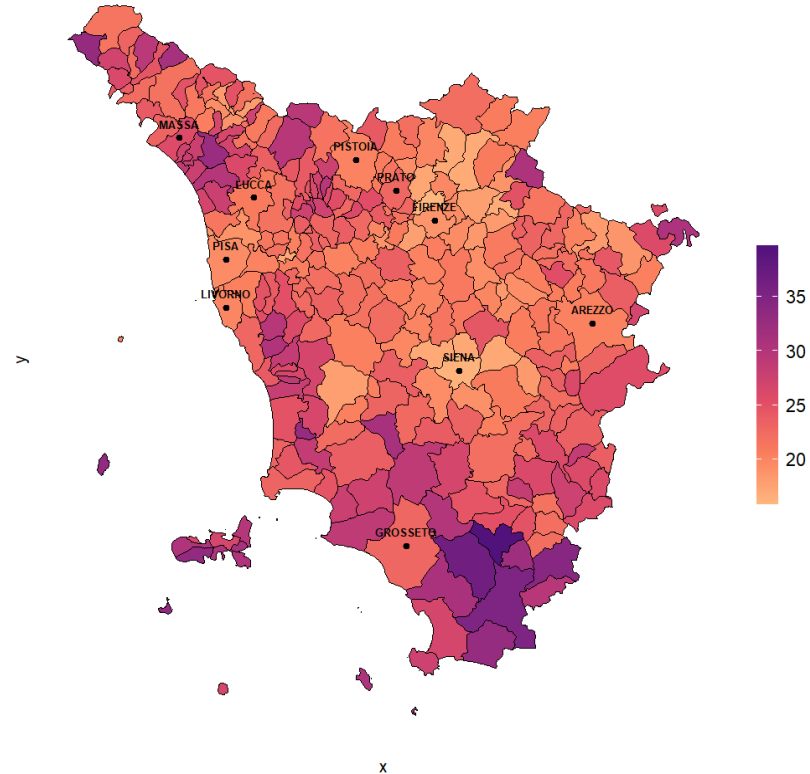 MASSA
PISTOIA
PRATO
LUCCA
FIRENZE
PISA
LIVORNO
AREZZO
SIENA
GROSSETO
35
30
25
20
y
x